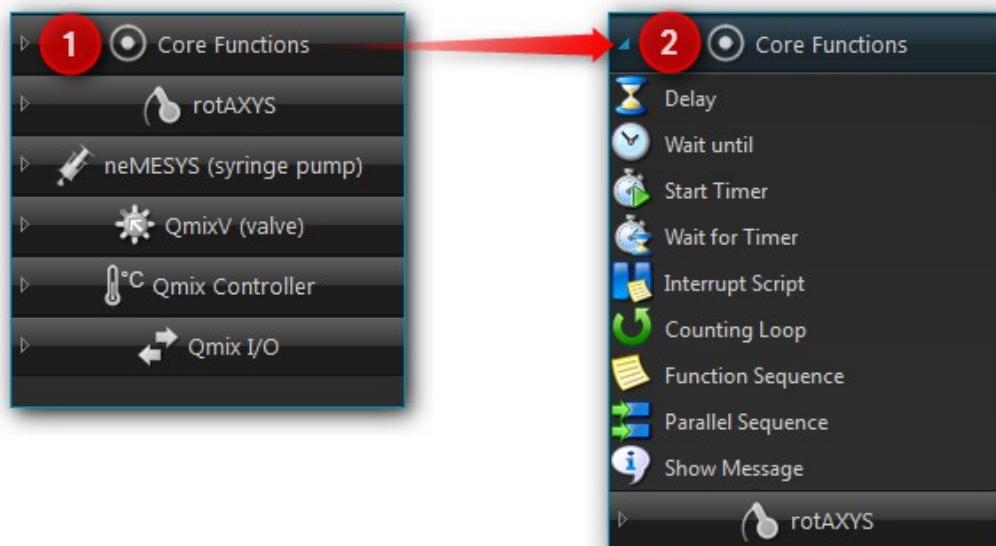 1 Core Functions
rotAXYS
neMESYS (syringe pump)
QmixV (valve)
°C Qmix Controller
Qmix I/O
2 Core Functions
Delay
Wait until
Start Timer
Wait for Timer
Interrupt Script
Counting Loop
Function Sequence
Parallel Sequence
i Show Message
rotAXYS